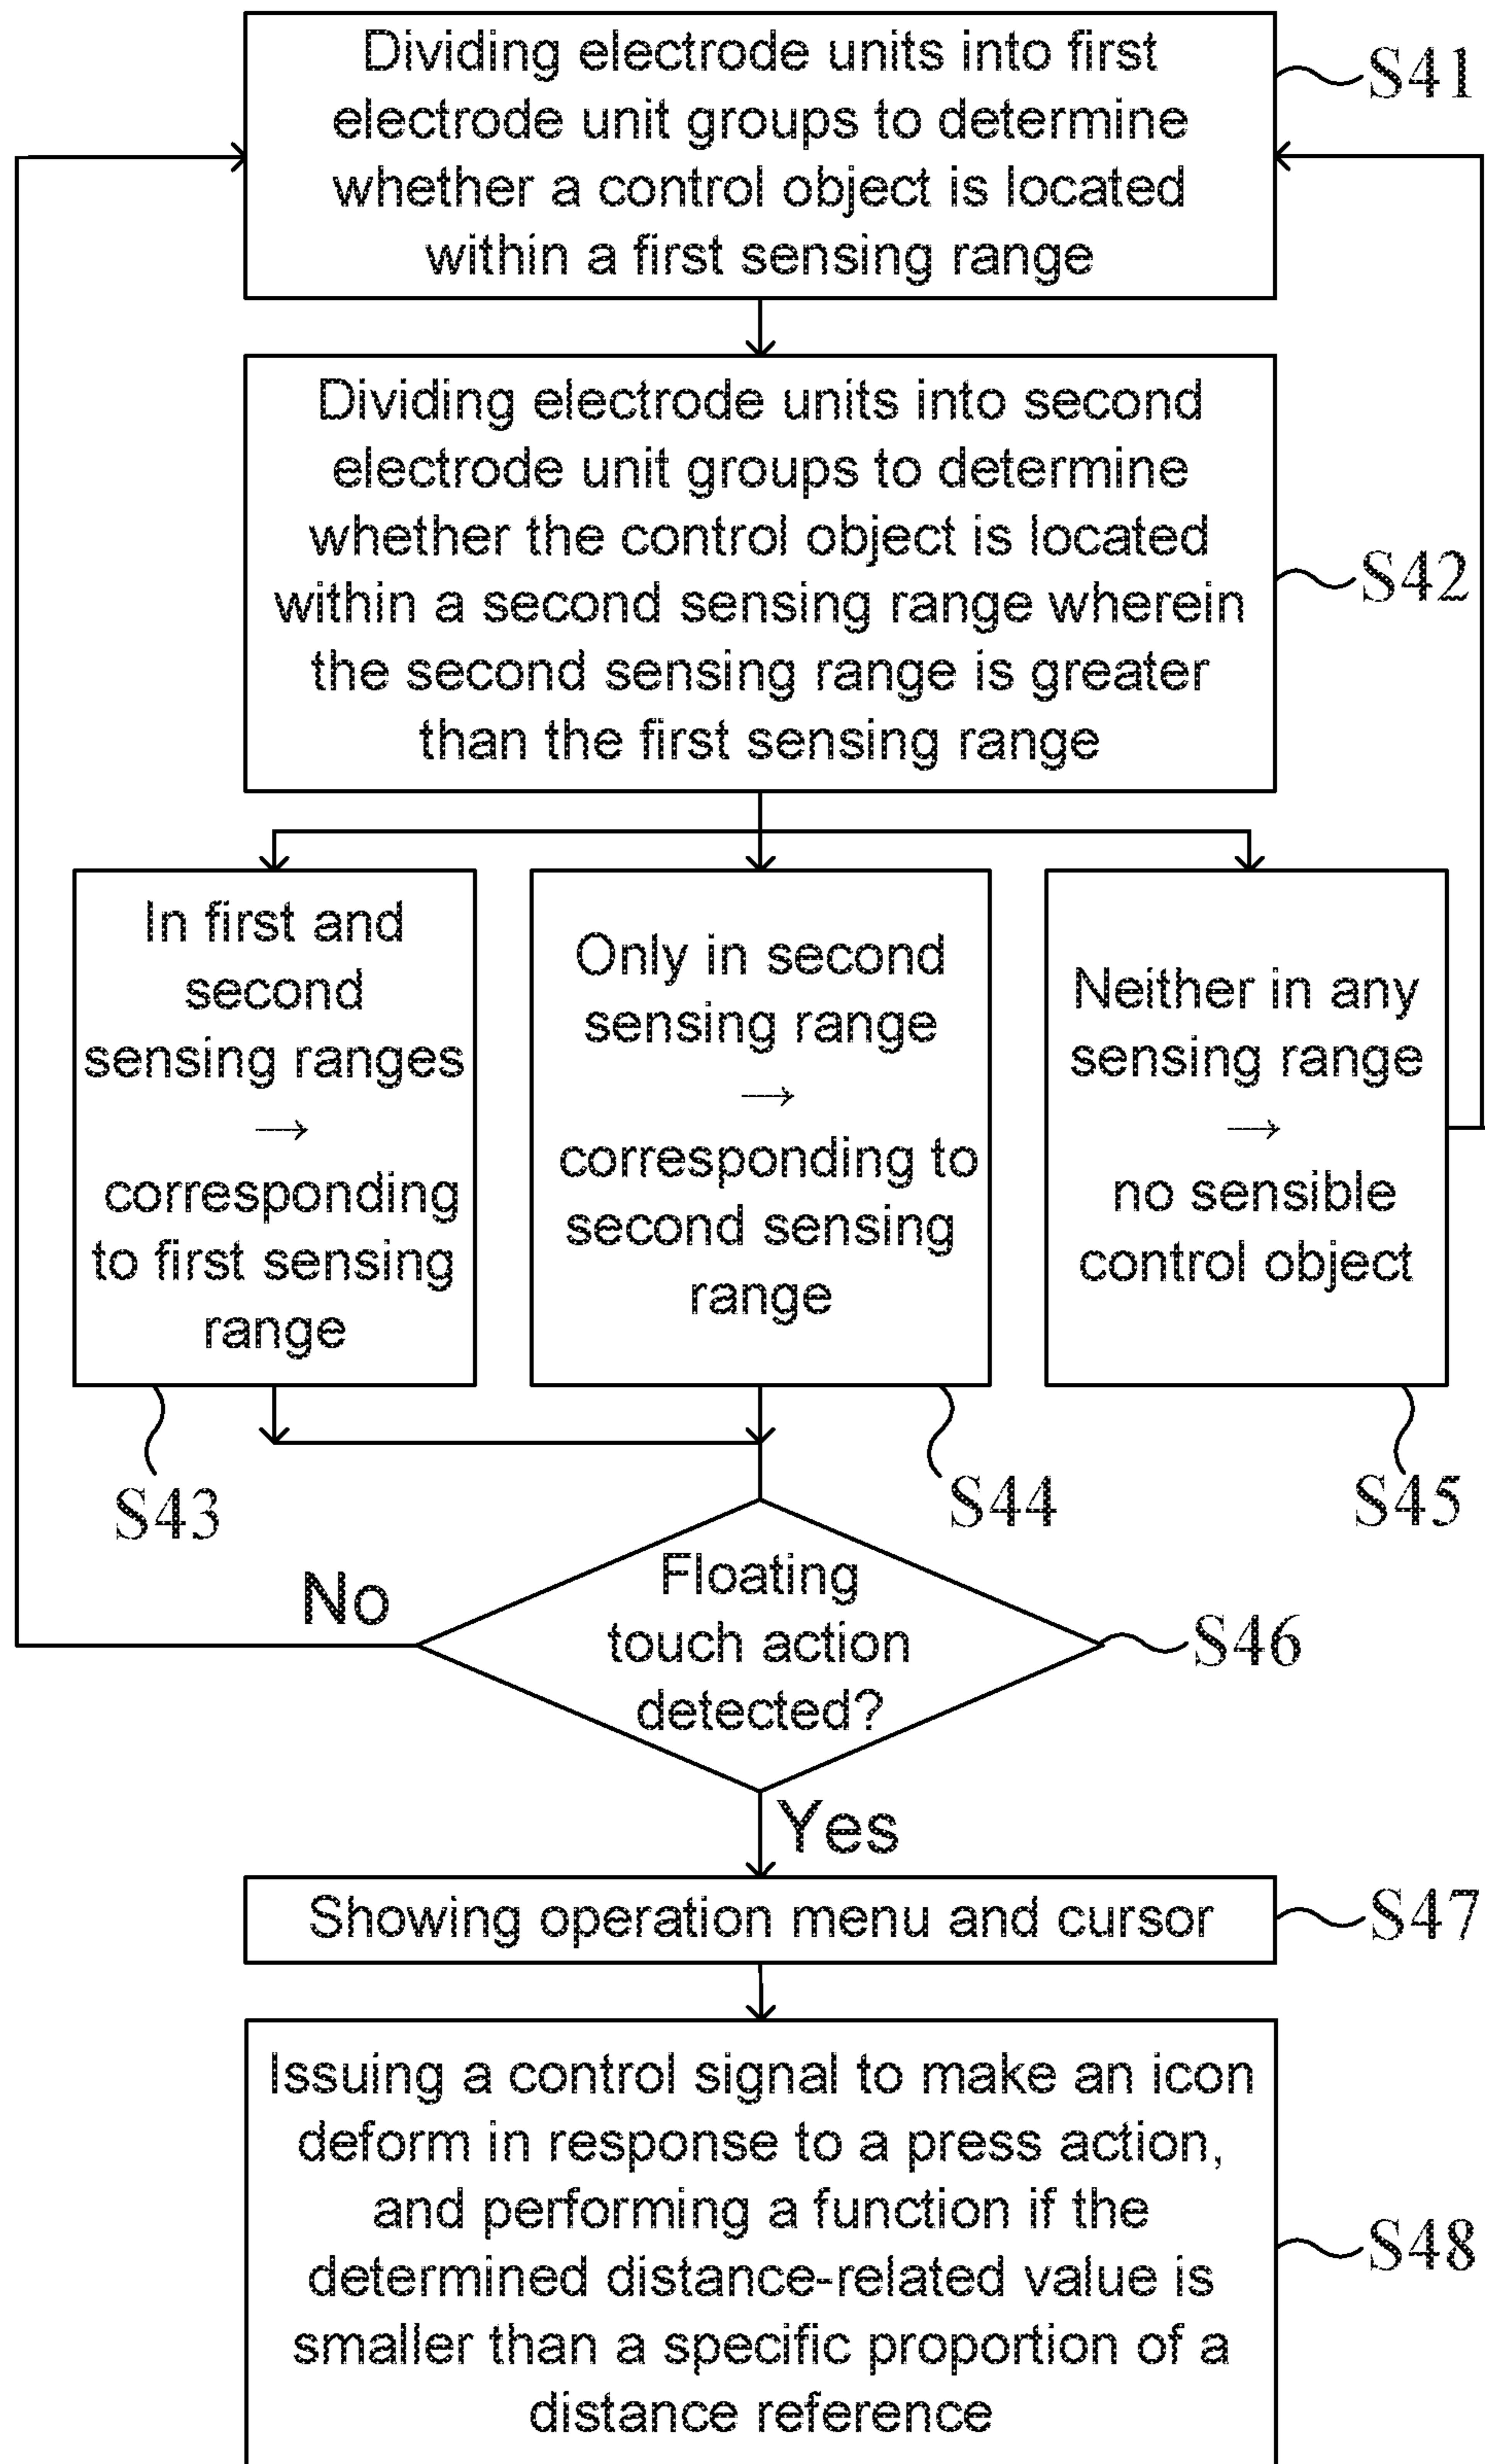 Dividing electrode units into first
electrode unit groups to determine
whether a control object is located
within a first sensing range
S41
Dividing electrode units into second
electrode unit groups to determine
whether the control object is located
within a second sensing range wherein
the second sensing range is greater
than the first sensing range
S42
In first and
second
sensing ranges
→
corresponding
to first sensing
range
S43
Only in second
sensing range
→
corresponding to
second sensing
range
S44
Neither in any
sensing range
→
no sensible
control object
S45
Floating
touch action
detected?
S46
No
Yes
Showing operation menu and cursor
S47
Issuing a control signal to make an icon
deform in response to a press action,
and performing a function if the
determined distance-related value is
smaller than a specific proportion of a
distance reference
S48